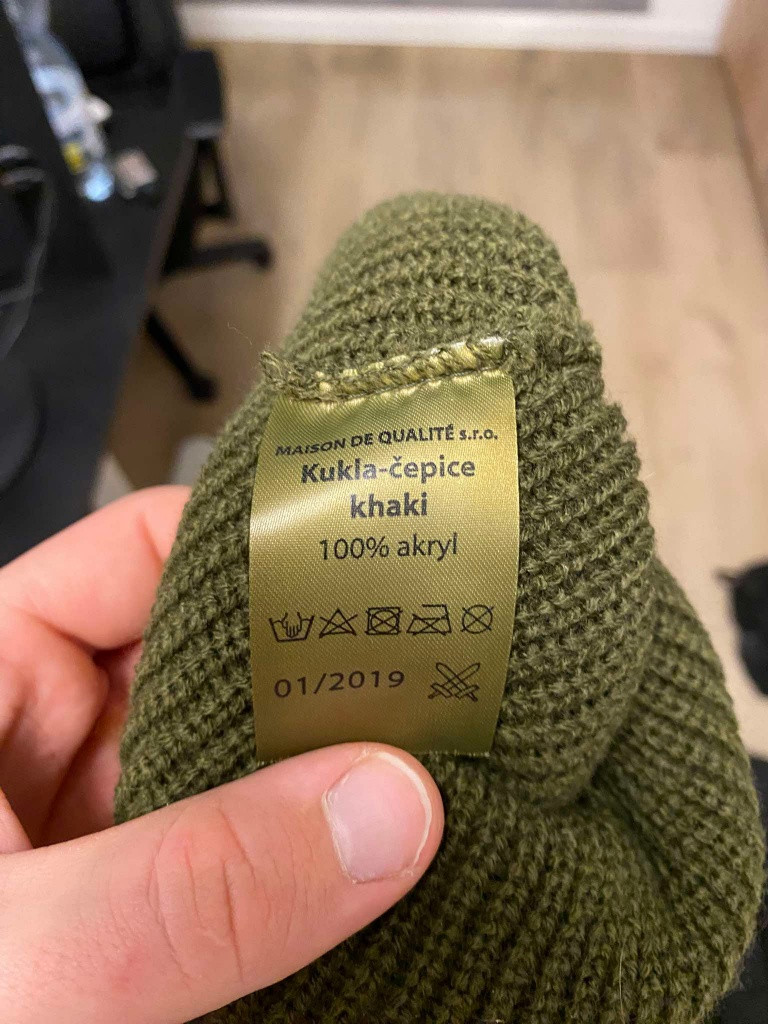 MAISON DE QUALITÉ s.r.o.
Kukla-čepice
khaki
100% akryl
01/2019